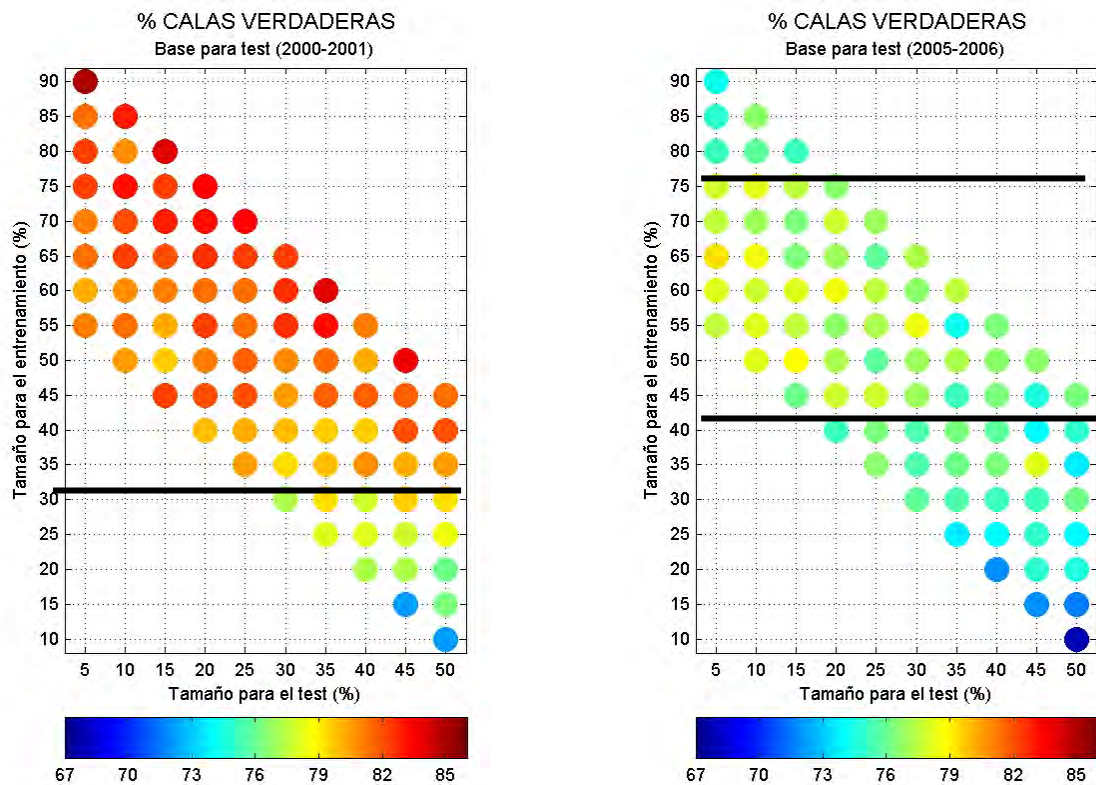 % CALAS VERDADERAS
Base para test (2000-2001)
Tamaño para el entrenamiento (%)
90
85
80
75
70
65
60
55
50
45
40
35
30
25
20
15
10
5 10 15 20 25 30 35 40 45 50
Tamaño para el test (%)
67 70 73 76 79 82 85
% CALAS VERDADERAS
Base para test (2005-2006)
Tamaño para el entrenamiento (%)
90
85
80
75
70
65
60
55
50
45
40
35
30
25
20
15
10
5 10 15 20 25 30 35 40 45 50
Tamaño para el test (%)
67 70 73 76 79 82 85